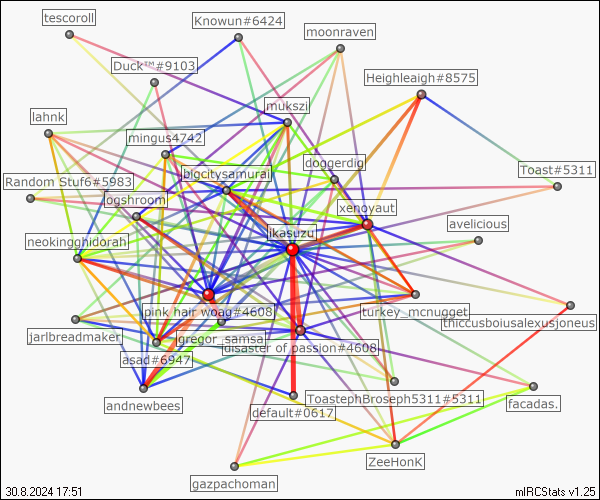 tescoroll
Knowun#6424
moonraven
Duck™#9103
Heighleaigh#8575
mukszi
lahnk
mingus4742
doggerdig
bigcitysamurai
Toast#5311
Random Stuf6#5983
ogshroom
xenoyaut
avelicious
ikasuzu
neokingghidorah
pink hair woag#4608
turkey_mcnugget
thiccusboiusalexusjoneus
jarlbreadmaker
gregor_samsa
disaster of passion#4608
asad#6947
andnewbees
default#0617
ToastephBroseph5311#5311
facadas.
ZeeHonK
gazpachoman
30.8.2024 17:51
mIRCStats v1.25